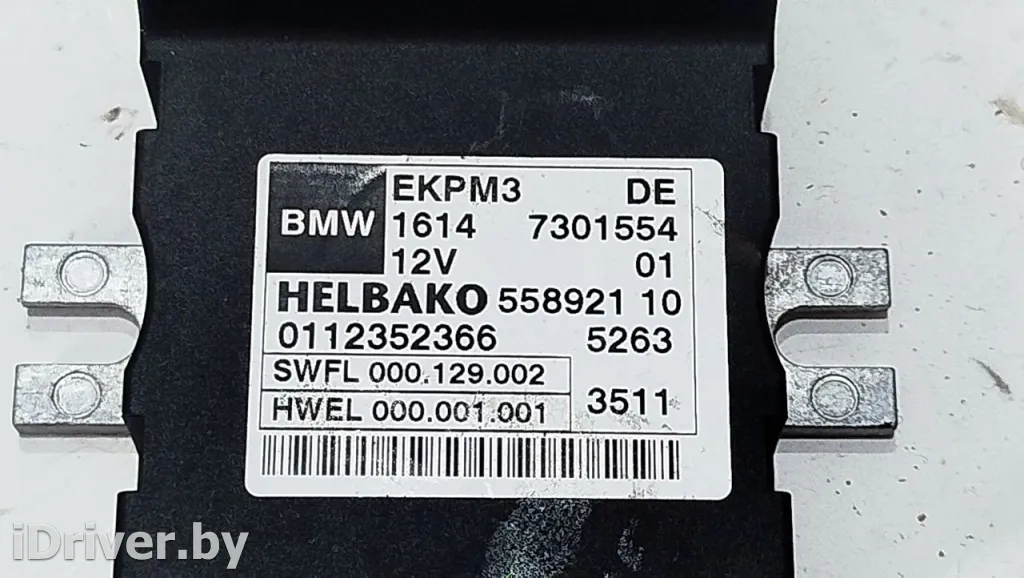 EKPM3 DE
BMW 1614 7301554
12V 01
HELBAKO 558921 10
0112352366 5263
SWFL 000.129.002
HWEL 000.001.001 3511
iDriver.by